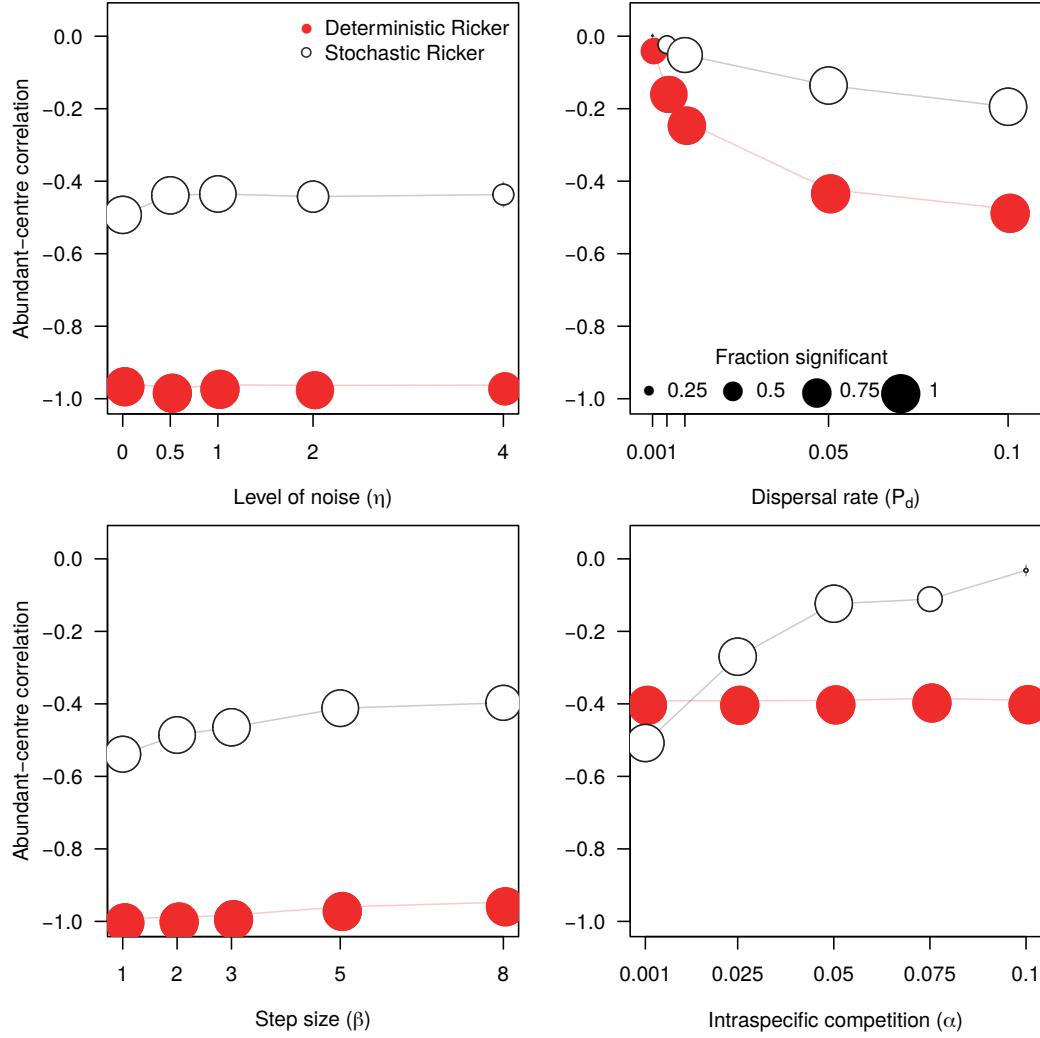 Abundant−centre correlation
0.0
−0.2
−0.4
−0.6
−0.8
−1.0
Deterministic Ricker
Stochastic Ricker
0 0.5 1 2 4
Level of noise (η)
0.0
−0.2
−0.4
−0.6
−0.8
−1.0
Fraction significant
0.25 0.5 0.75 1
0.001 0.05 0.1
Dispersal rate (Pd)
Abundant−centre correlation
0.0
−0.2
−0.4
−0.6
−0.8
−1.0
1 2 3 5 8
Step size (β)
0.0
−0.2
−0.4
−0.6
−0.8
−1.0
0.001 0.025 0.05 0.075 0.1
Intraspecific competition (α)